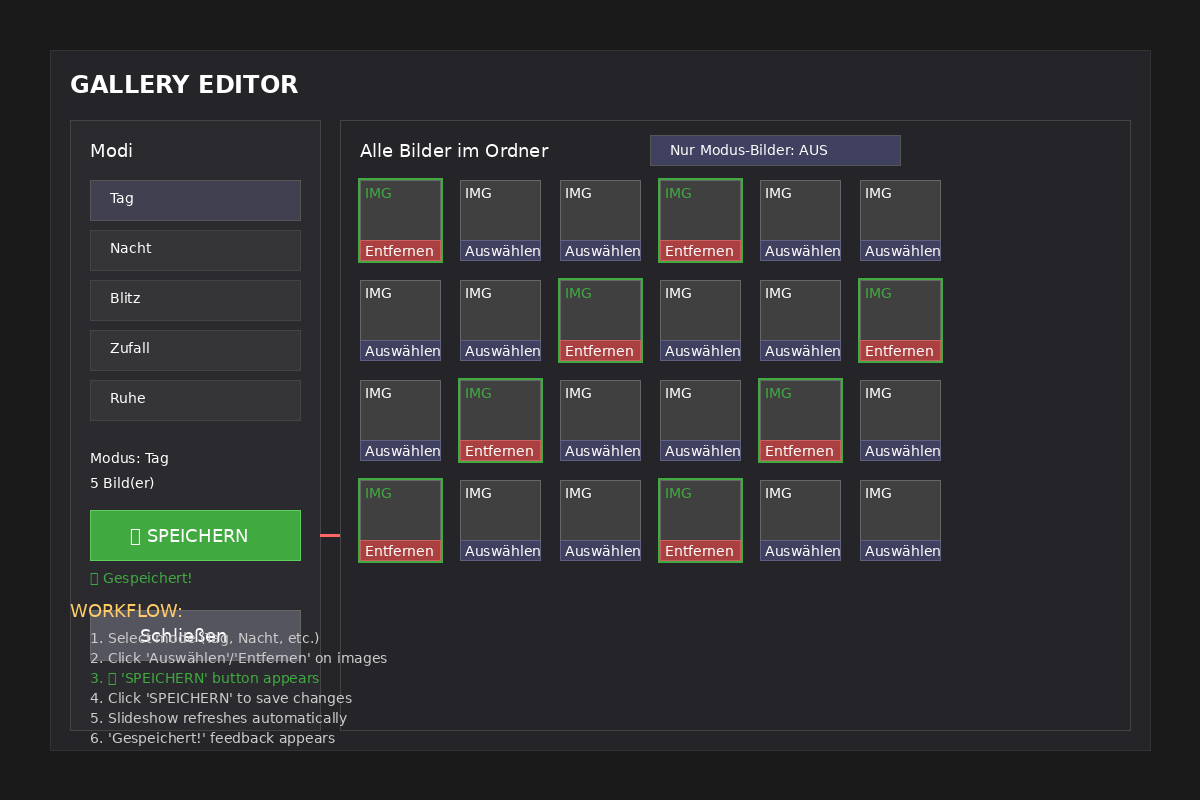 GALLERY EDITOR
Modi
Tag
Nacht
Blitz
Zufall
Ruhe
Modus: Tag
5 Bild(er)
SPEICHERN
Gespeichert!
Schließen
WORKFLOW:
1. Select mode (Tag, Nacht, etc.)
2. Click 'Auswählen'/'Entfernen' on images
3. 'SPEICHERN' button appears
4. Click 'SPEICHERN' to save changes
5. Slideshow refreshes automatically
6. 'Gespeichert!' feedback appears
Alle Bilder im Ordner
Nur Modus-Bilder: AUS
IMG IMG IMG IMG IMG IMG
Entfernen Auswählen Auswählen Entfernen Auswählen Auswählen
IMG IMG IMG IMG IMG IMG
Auswählen Auswählen Entfernen Auswählen Auswählen Entfernen
IMG IMG IMG IMG IMG IMG
Auswählen Entfernen Auswählen Auswählen Entfernen Auswählen
IMG IMG IMG IMG IMG IMG
Entfernen Auswählen Auswählen Entfernen Auswählen Auswählen